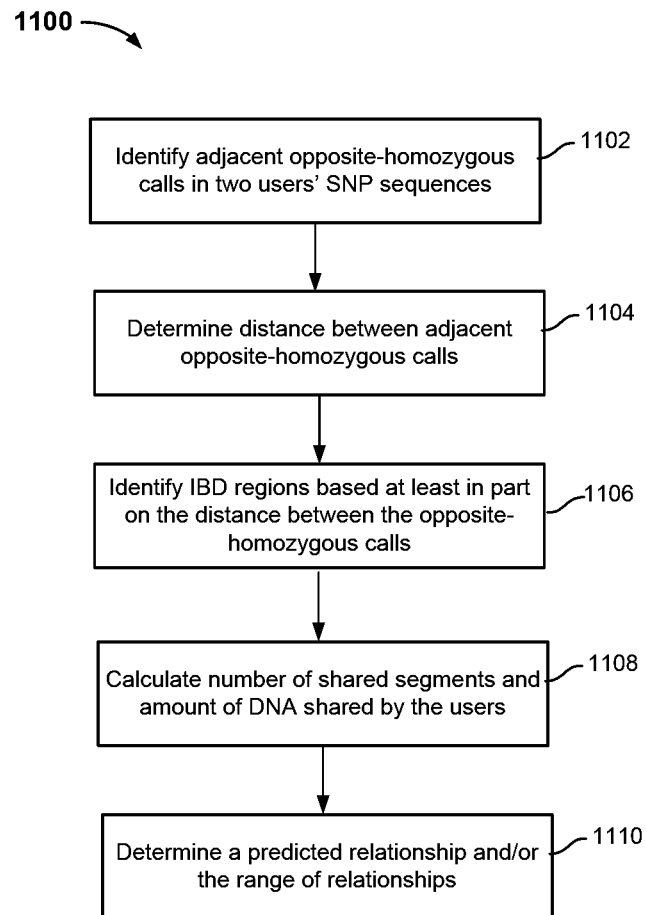 1100
Identify adjacent opposite-homozygous
calls in two users’ SNP sequences
1102
Determine distance between adjacent
opposite-homozygous calls
1104
Identify IBD regions based at least in part
on the distance between the opposite-
homozygous calls
1106
Calculate number of shared segments and
amount of DNA shared by the users
1108
Determine a predicted relationship and/or
the range of relationships
1110